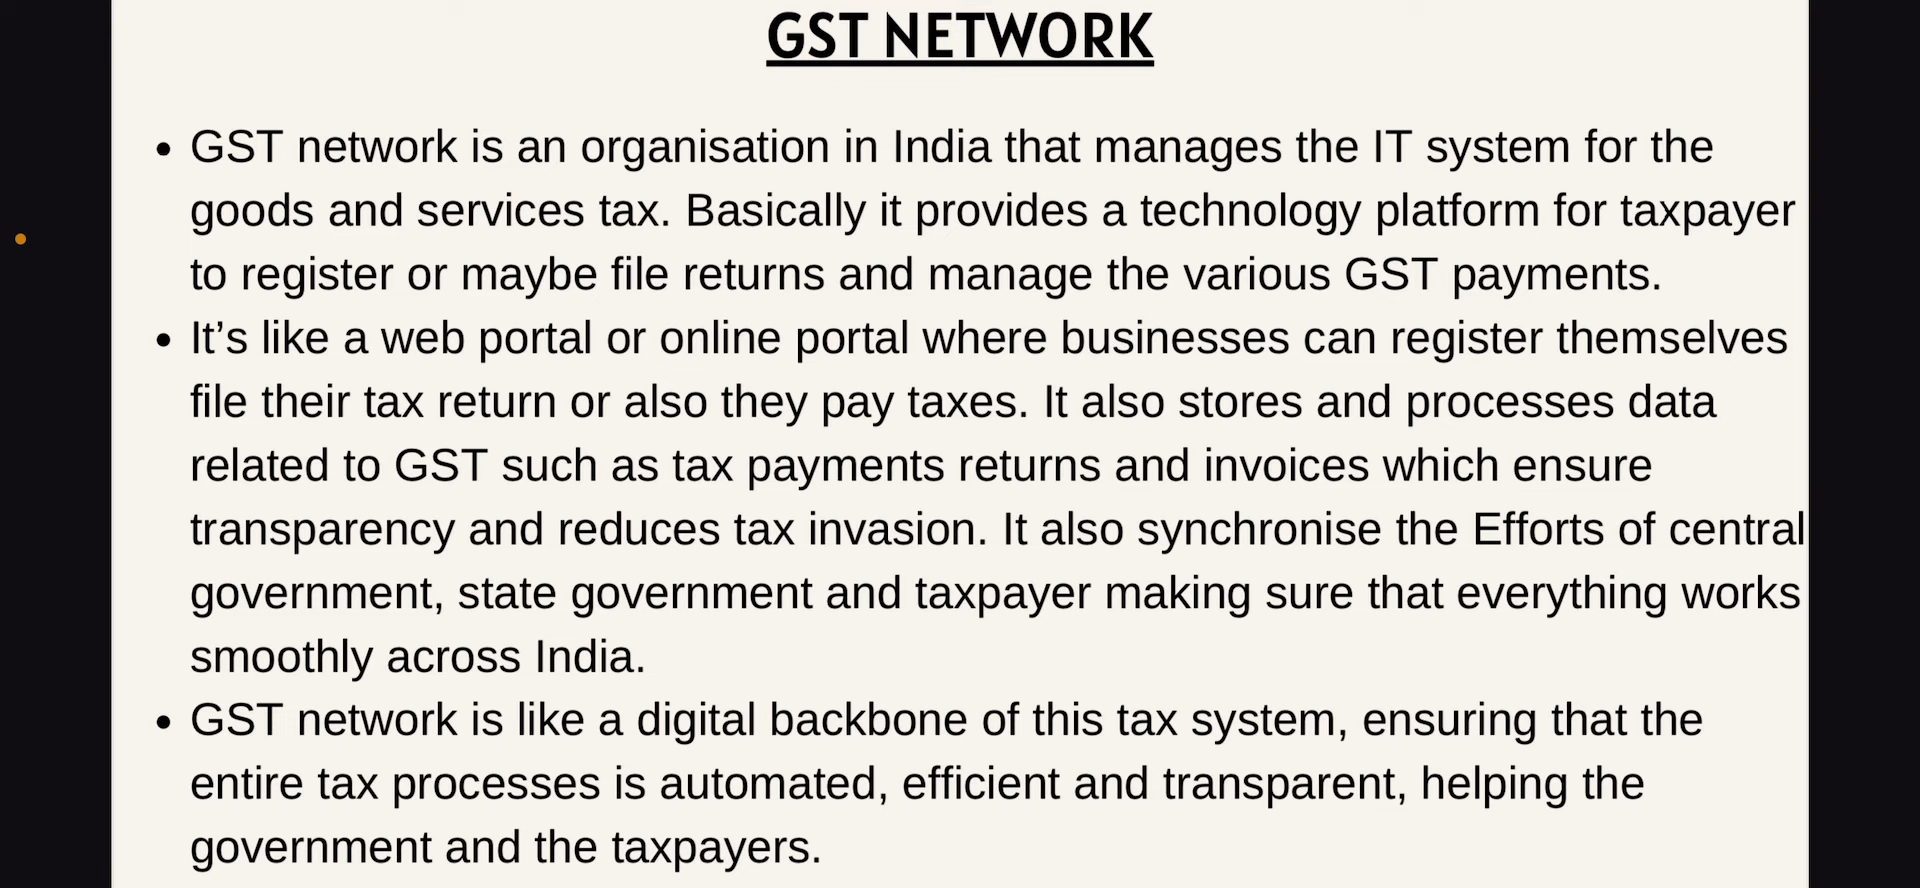 GST NETWORK
• GST network is an organisation in India that manages the IT system for the
goods and services tax. Basically it provides a technology platform for taxpayer
to register or maybe file returns and manage the various GST payments.
• It’s like a web portal or online portal where businesses can register themselves
file their tax return or also they pay taxes. It also stores and processes data
related to GST such as tax payments returns and invoices which ensure
transparency and reduces tax invasion. It also synchronise the Efforts of central
government, state government and taxpayer making sure that everything works
smoothly across India.
• GST network is like a digital backbone of this tax system, ensuring that the
entire tax processes is automated, efficient and transparent, helping the
government and the taxpayers.